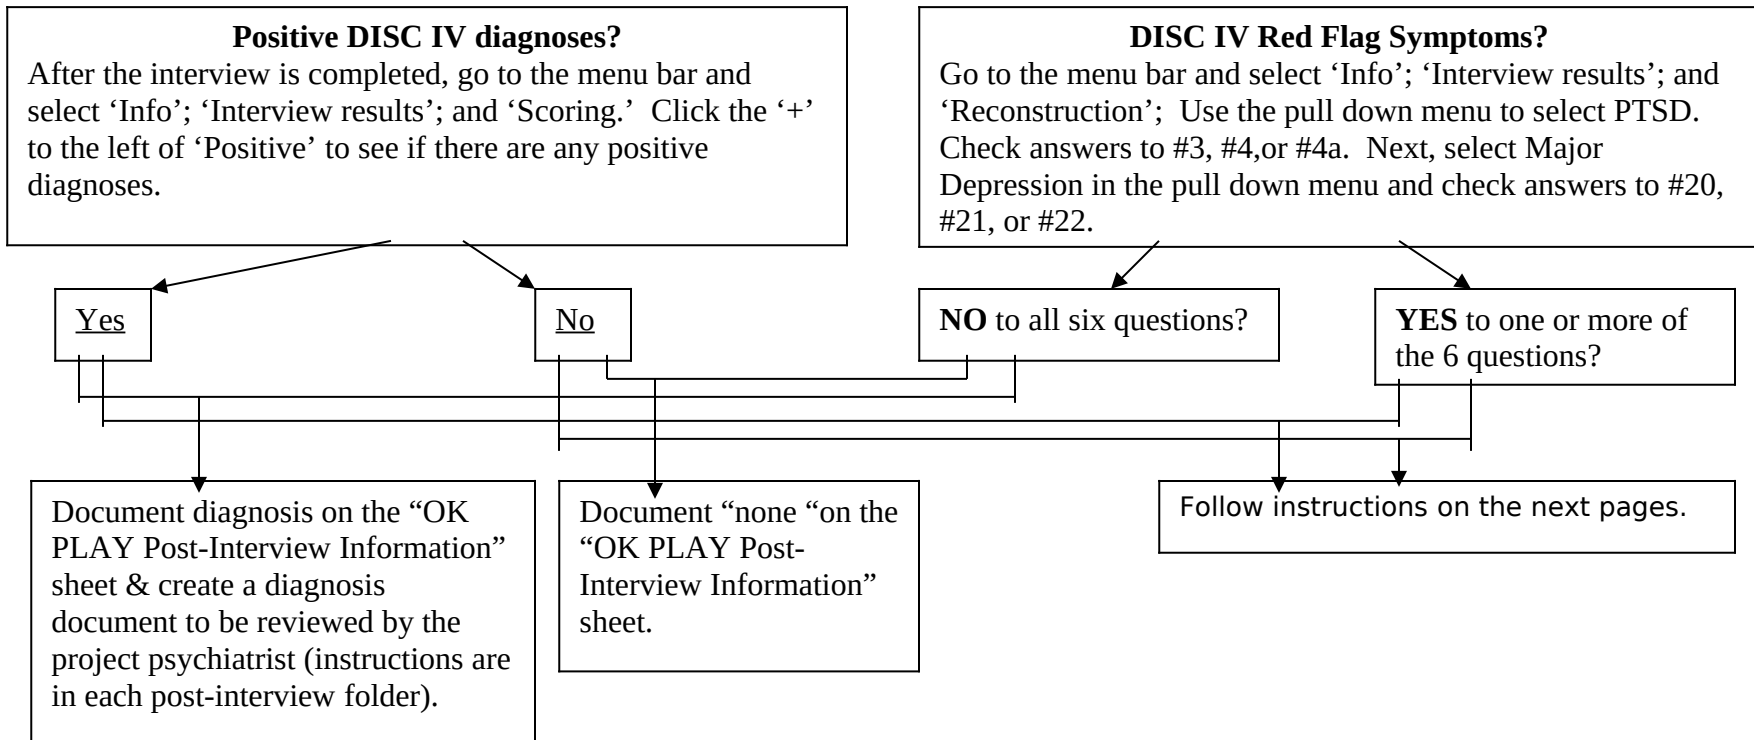 Positive DISC IV diagnoses?
After the interview is completed, go to the menu bar and
select ‘Info’; ‘Interview results’; and ‘Scoring.’  Click the ‘+’
to the left of ‘Positive’ to see if there are any positive
diagnoses.
DISC IV Red Flag Symptoms?
Go to the menu bar and select ‘Info’; ‘Interview results’; and
‘Reconstruction’;  Use the pull down menu to select PTSD.
Check answers to #3, #4,or #4a.  Next, select Major
Depression in the pull down menu and check answers to #20,
#21, or #22.
Yes
No
NO to all six questions?
YES to one or more of
the 6 questions?
Document diagnosis on the “OK
PLAY Post-Interview Information”
sheet & create a diagnosis
document to be reviewed by the
project psychiatrist (instructions are
in each post-interview folder).
Document “none “on the
“OK PLAY Post-
Interview Information”
sheet.
Follow instructions on the next pages.